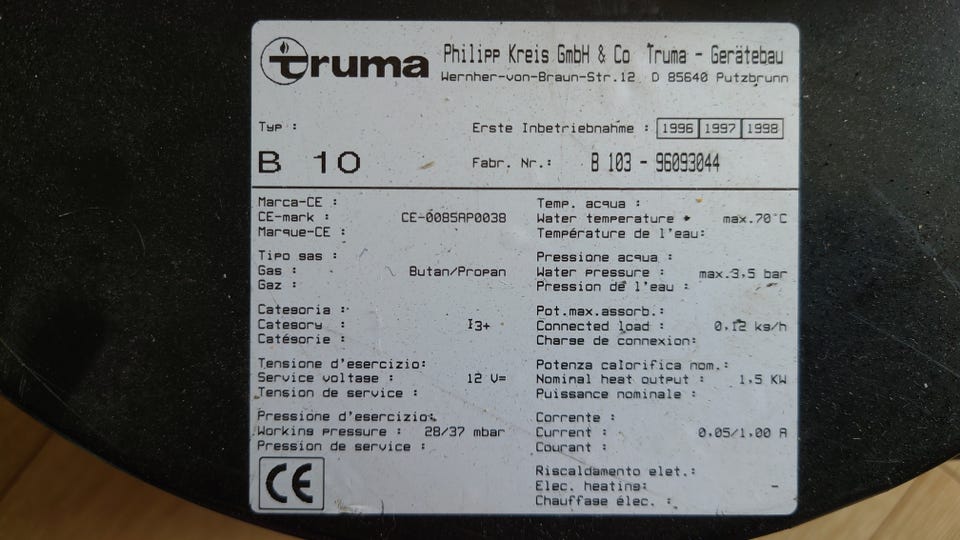 truma
Philipp Kreis GmbH & Co Truma - Gerätebau
Wernher-von-Braun-Str.12 D 85640 Putzbrunn
Typ :
B 10
Erste Inbetriebnahme : 1996 1997 1998
Fabr. Nr.: B 103 - 96093044
Marca-CE :
CE-mark : CE-0085AP0038
Marque-CE :
Tipo gas :
Gas : Butan/Propan
Gaz :
Categoria :
Category : I3+
Catégorie :
Tensione d'esercizio:
Service voltage : 12 V=
Tension de service :
Pressione d'esercizio:
Working pressure : 28/37 mbar
Pression de service :
CE
Temp. acqua :
Water temperature : max.70°C
Température de l'eau:
Pressione acqua :
Water pressure : max.3,5 bar
Pression de l'eau :
Pot.max.assorb.:
Connected load : 0,12 kg/h
Charge de connexion:
Potenza calorifica nom.:
Nominal heat output : 1,5 KW
Puissance nominale :
Corrente :
Current : 0.05/1.00 A
Courant :
Riscaldamento elet.:
Elec. heating: -
Chauffage élec. :